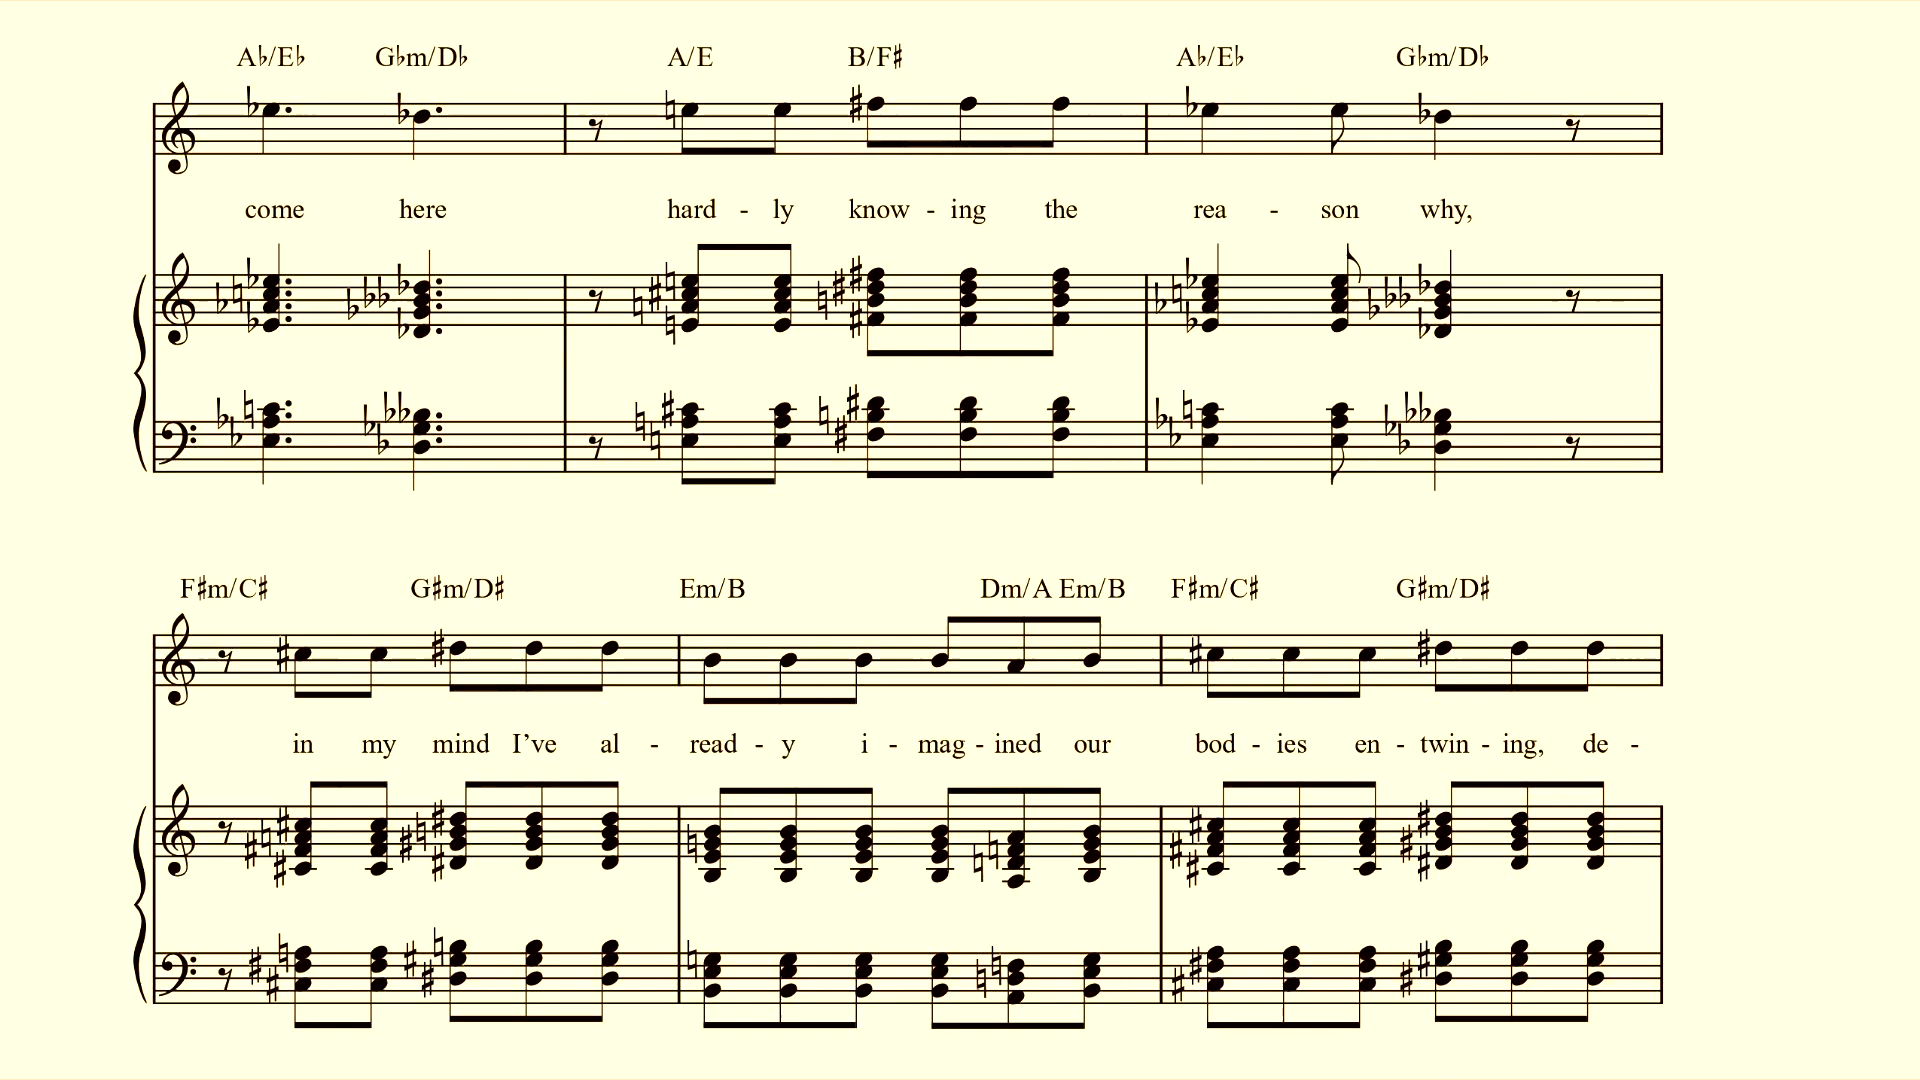 A♭/E♭ G♭m/D♭ A/E B/F♯ A♭/E♭ G♭m/D♭
come here hard - ly know - ing the rea - son why,
F♯m/C♯ G♯m/D♯ Em/B Dm/A Em/B F♯m/C♯ G♯m/D♯
in my mind I’ve al - read - y i - mag - ined our bod - ies en - twin - ing, de -